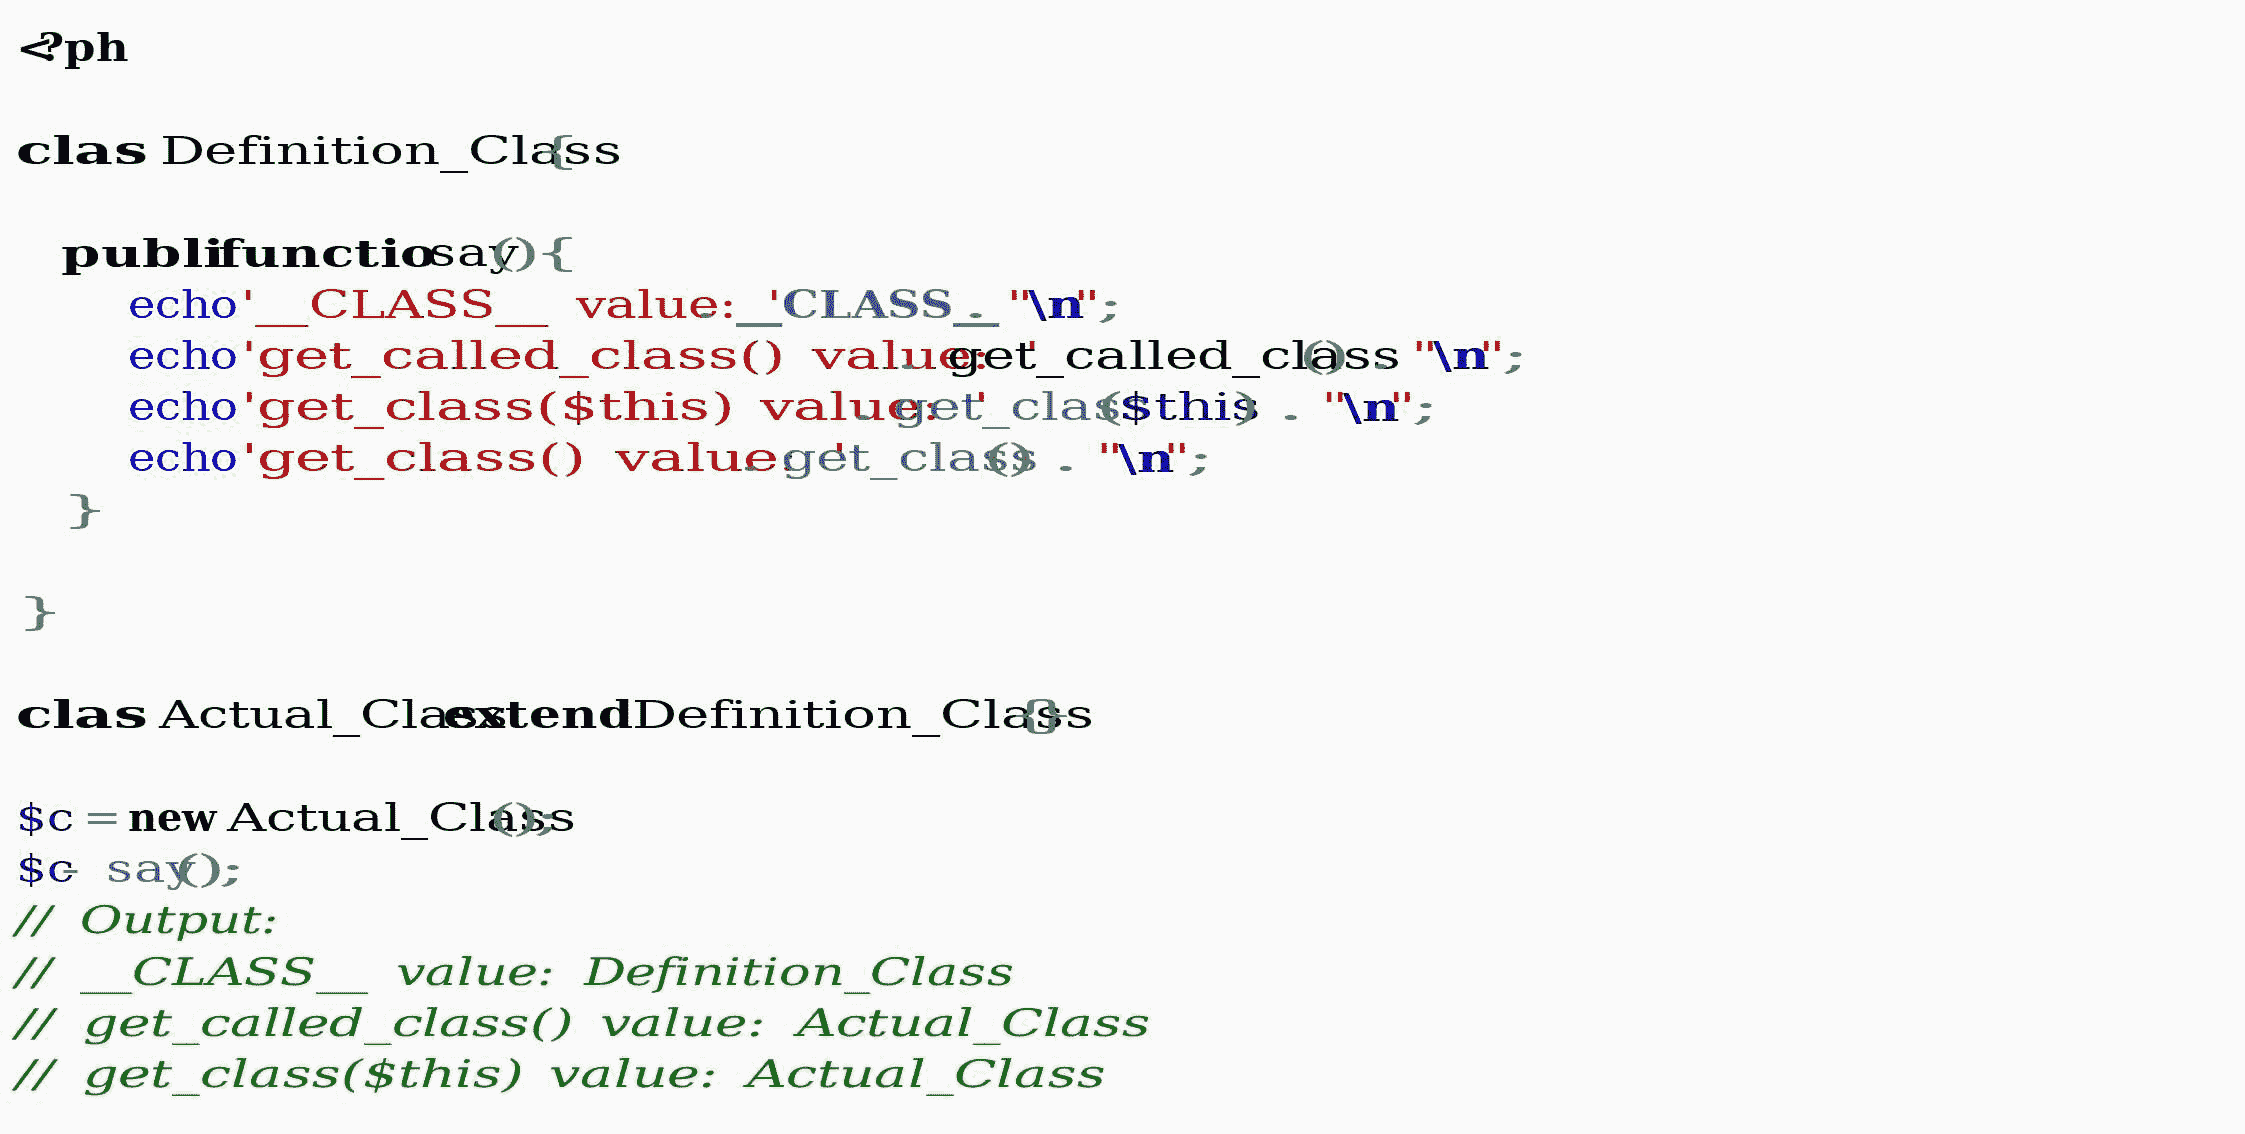 <?ph
clas Definition_Class{
publifunctio say(){
echo '__CLASS__ value: ' . __CLASS__ . "\n";
echo 'get_called_class() value: ' . get_called_class() . "\n";
echo 'get_class($this) value: ' . get_class($this) . "\n";
echo 'get_class() value: ' . get_class() . "\n";
}
}
clas Actual_Class extend Definition_Class{}
$c = new Actual_Class();
$c- say();
// Output:
// __CLASS__ value: Definition_Class
// get_called_class() value: Actual_Class
// get_class($this) value: Actual_Class